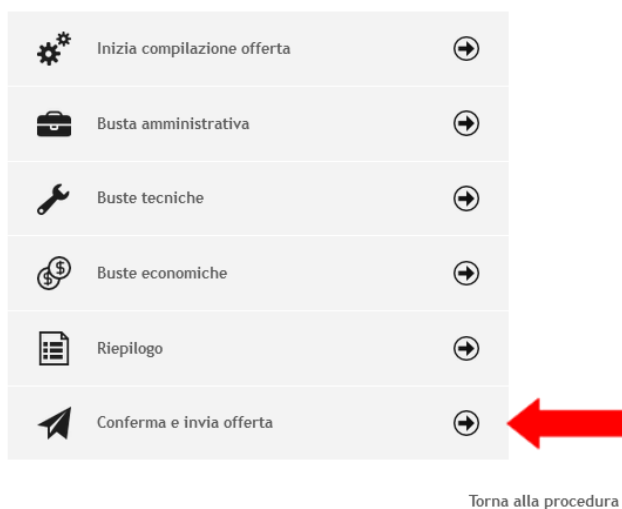 Inizia compilazione offerta
Busta amministrativa
Buste tecniche
Buste economiche
Riepilogo
Conferma e invia offerta
Torna alla procedura